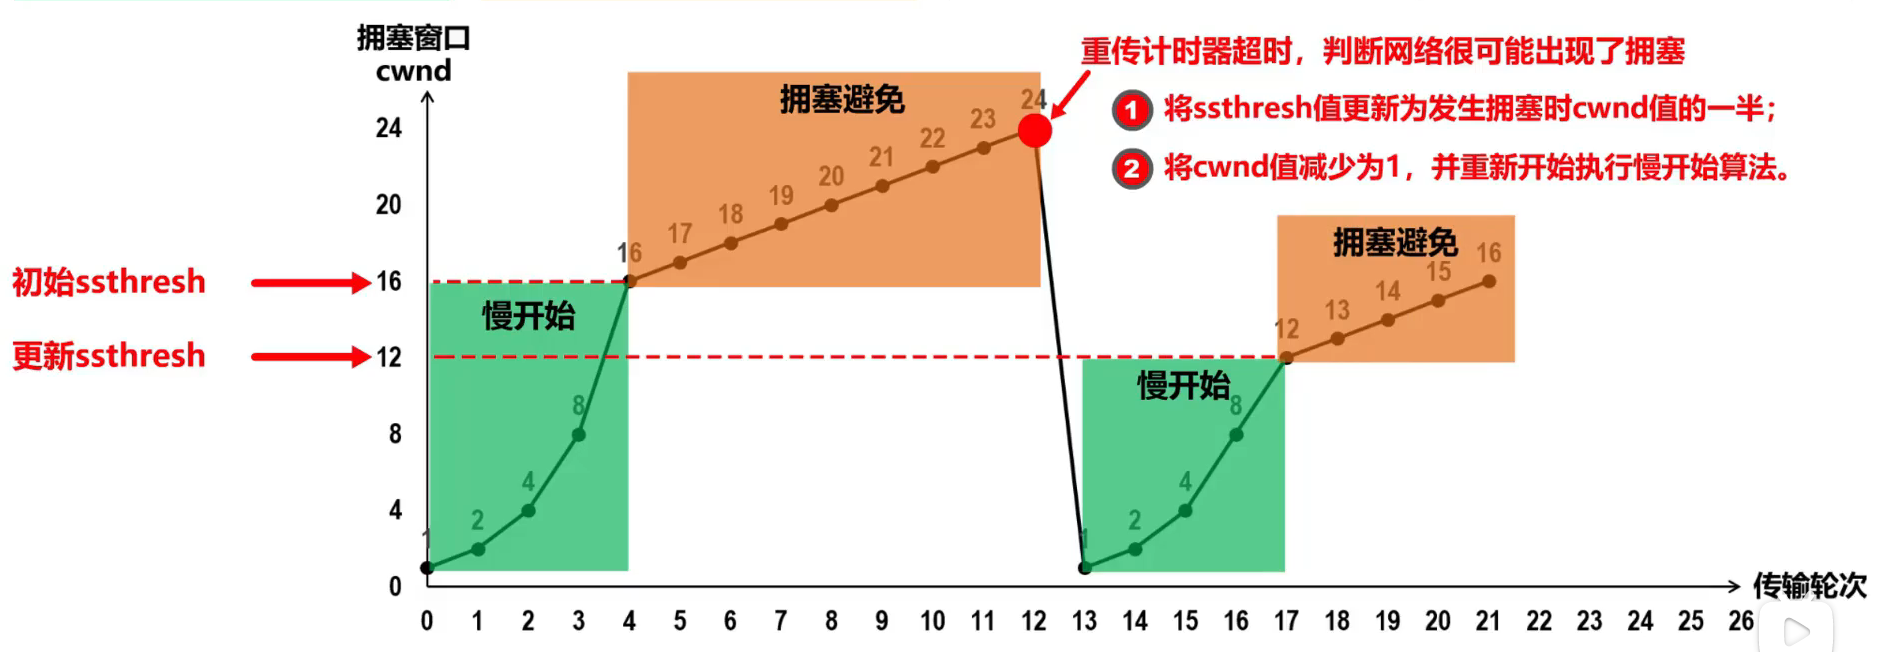 拥塞窗口
cwnd
重传计时器超时，判断网络很可能出现了拥塞
1 将ssthresh值更新为发生拥塞时cwnd值的一半；
2 将cwnd值减少为1，并重新开始执行慢开始算法。
拥塞避免
24
20
16
12
8
4
0
初始ssthresh
更新ssthresh
慢开始
1 2 4 8 16 17 18 19 20 21 22 23 24
慢开始
拥塞避免
1 2 4 8 12 13 14 15 16
0 1 2 3 4 5 6 7 8 9 10 11 12 13 14 15 16 17 18 19 20 21 22 23 24 25 26
传输轮次